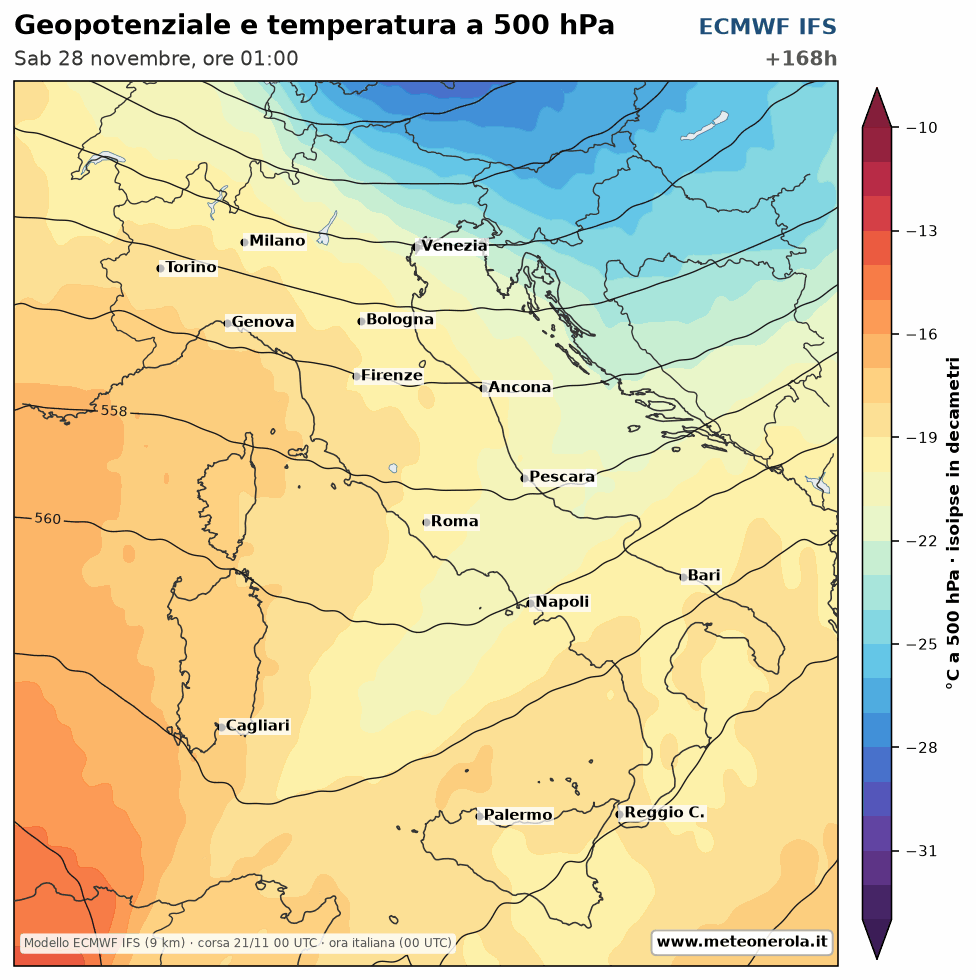 Geopotenziale e temperatura a 500 hPa
ECMWF IFS
Sab 28 novembre, ore 01:00
+168h
Milano
Venezia
Torino
Genova
Bologna
Firenze
Ancona
558
Pescara
560
Roma
Bari
Napoli
Cagliari
Palermo
Reggio C.
Modello ECMWF IFS (9 km) · corsa 21/11 00 UTC · ora italiana (00 UTC)
www.meteonerola.it
−10
−13
−16
−19
−22
−25
−28
−31
°C a 500 hPa · isoipse in decametri